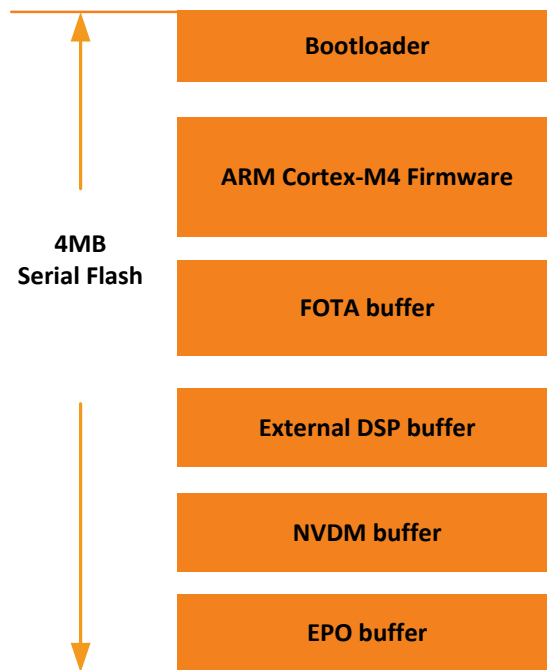 Bootloader
ARM Cortex-M4 Firmware
4MB
Serial Flash
FOTA buffer
External DSP buffer
NVDM buffer
EPO buffer